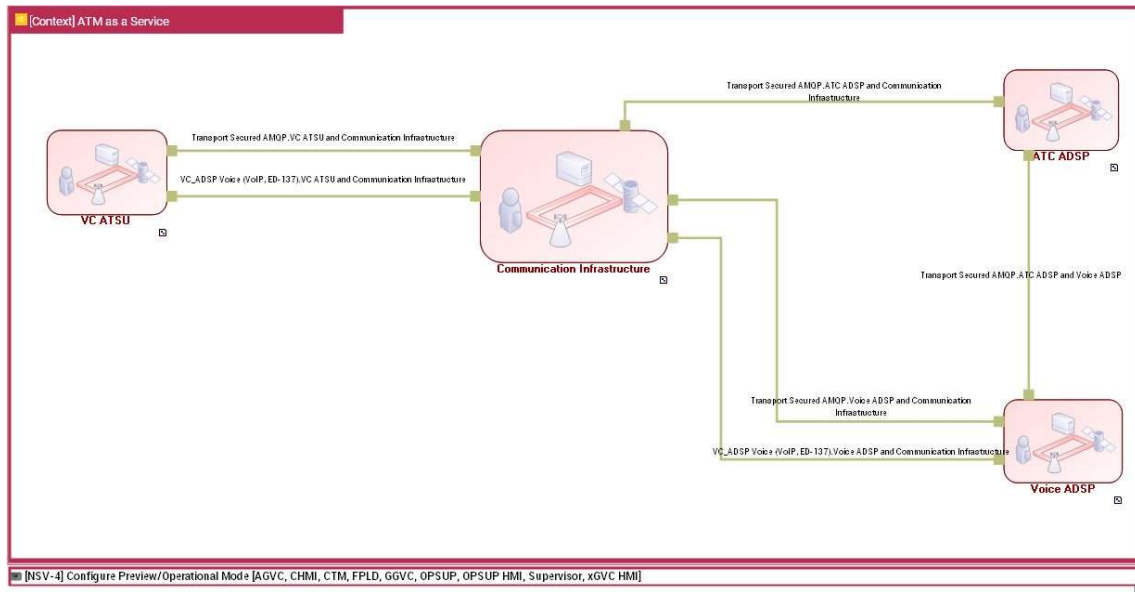 [Context] ATM as a Service
Transport Secured AMQP.ATC ADSP and Communication
Infrastructure
ATC ADSP
Transport Secured AMQP.VC ATSU and Communication Infrastructure
VC_ADSP Voice (VoIP, ED-137).VC ATSU and Communication Infrastructure
VC ATSU
Communication Infrastructure
Transport Secured AMQP.ATC ADSP and Voice ADSP
Transport Secured AMQP.Voice ADSP and Communication
Infrastructure
VC_ADSP Voice (VoIP, ED-137).Voice ADSP and Communication Infrastructure
Voice ADSP
[NSV-4] Configure Preview/Operational Mode [AGVC, CHMI, CTM, FPLD, GGVC, OPSUP, OPSUP HMI, Supervisor, xGVC HMI]